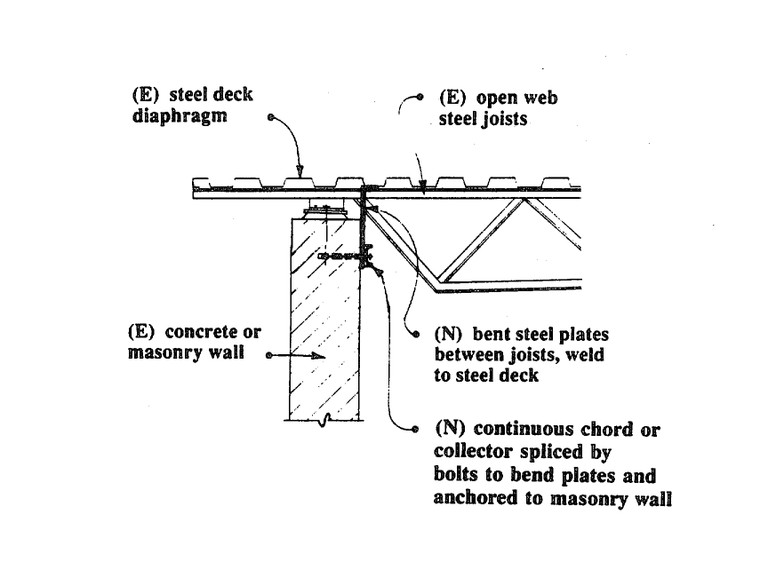 (E) steel deck
diaphragm
(E) open web
steel joists
(E) concrete or
masonry wall
(N) bent steel plates
between joists, weld
to steel deck
(N) continuous chord or
collector spliced by
bolts to bend plates and
anchored to masonry wall